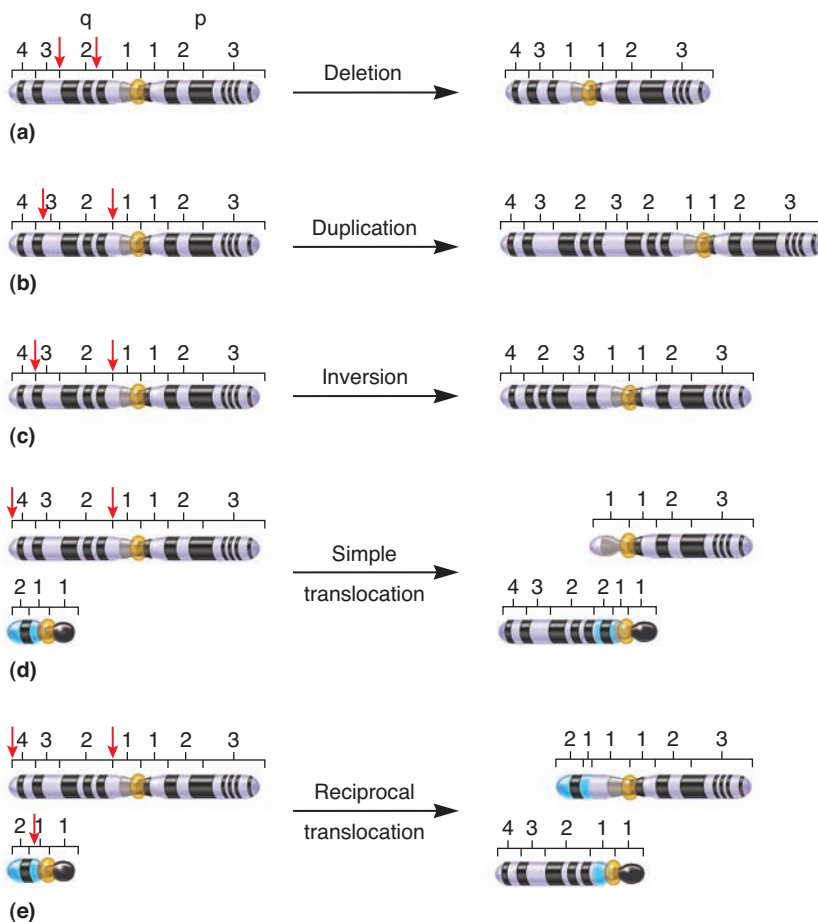 q p
4 3 2 1 1 2 3
Deletion
4 3 1 1 2 3
(a)
4 3 2 1 1 2 3
Duplication
4 3 2 3 2 1 1 2 3
(b)
4 3 2 1 1 2 3
Inversion
4 2 3 1 1 2 3
(c)
4 3 2 1 1 2 3
1 1 2 3
Simple
translocation
2 1 1
4 3 2 2 1 1
(d)
4 3 2 1 1 2 3
2 1 1 1 2 3
Reciprocal
translocation
2 1 1
4 3 2 1 1
(e)